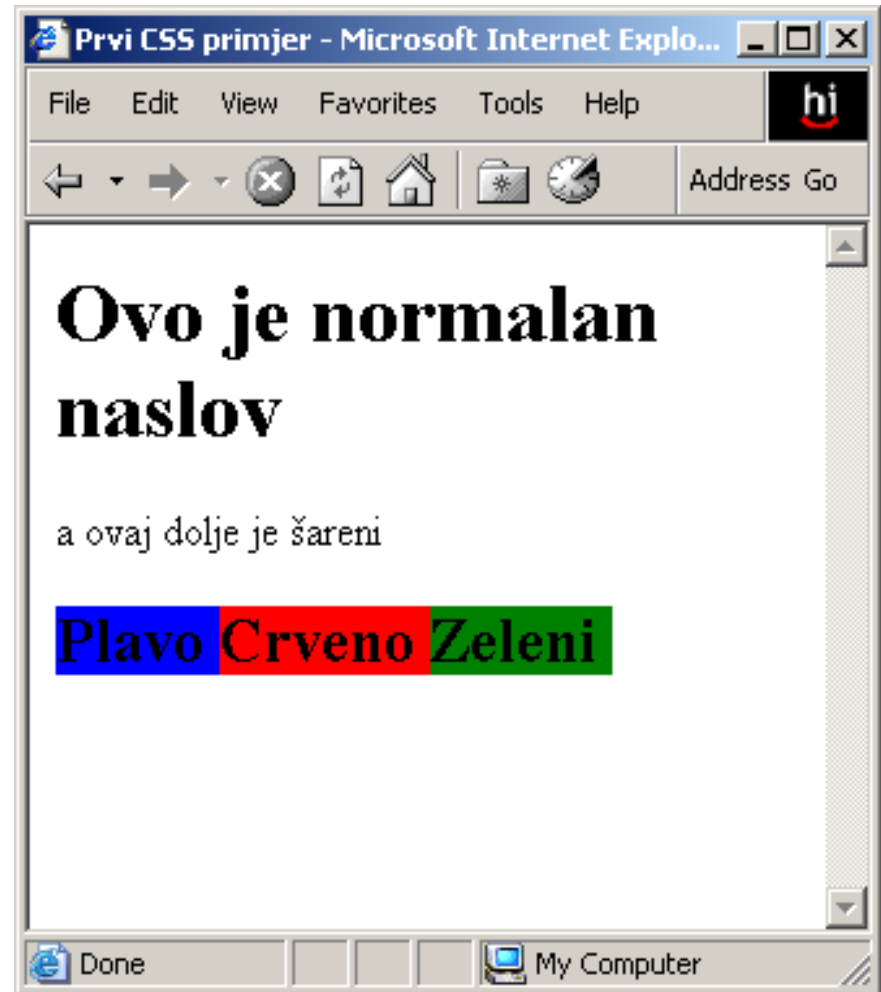 Prvi CSS primjer - Microsoft Internet Explo...
File Edit View Favorites Tools Help hi
Address Go
Ovo je normalan
naslov
a ovaj dolje je šareni
Plavo Crveno Zeleni
Done My Computer